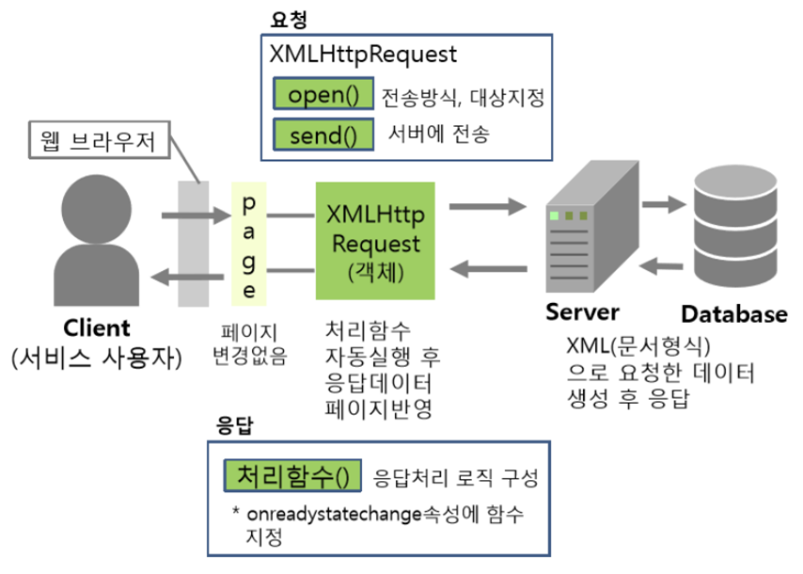 요청
XMLHttpRequest
open() 전송방식, 대상지정
send() 서버에 전송
웹 브라우저
page
XMLHttp
Request
(객체)
Client
(서비스 사용자)
페이지
변경없음
처리함수
자동실행 후
응답데이터
페이지반영
Server
Database
XML(문서형식)
으로 요청한 데이터
생성 후 응답
응답
처리함수() 응답처리 로직 구성
* onreadystatechange속성에 함수
지정